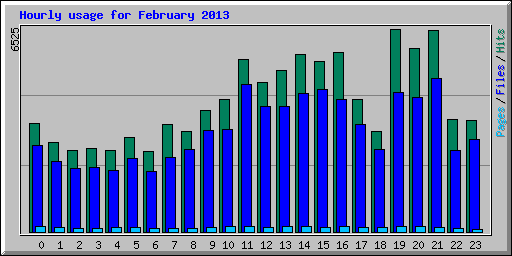 Hourly usage for February 2013
6525
Pages / Files / Hits
0 1 2 3 4 5 6 7 8 9 10 11 12 13 14 15 16 17 18 19 20 21 22 23